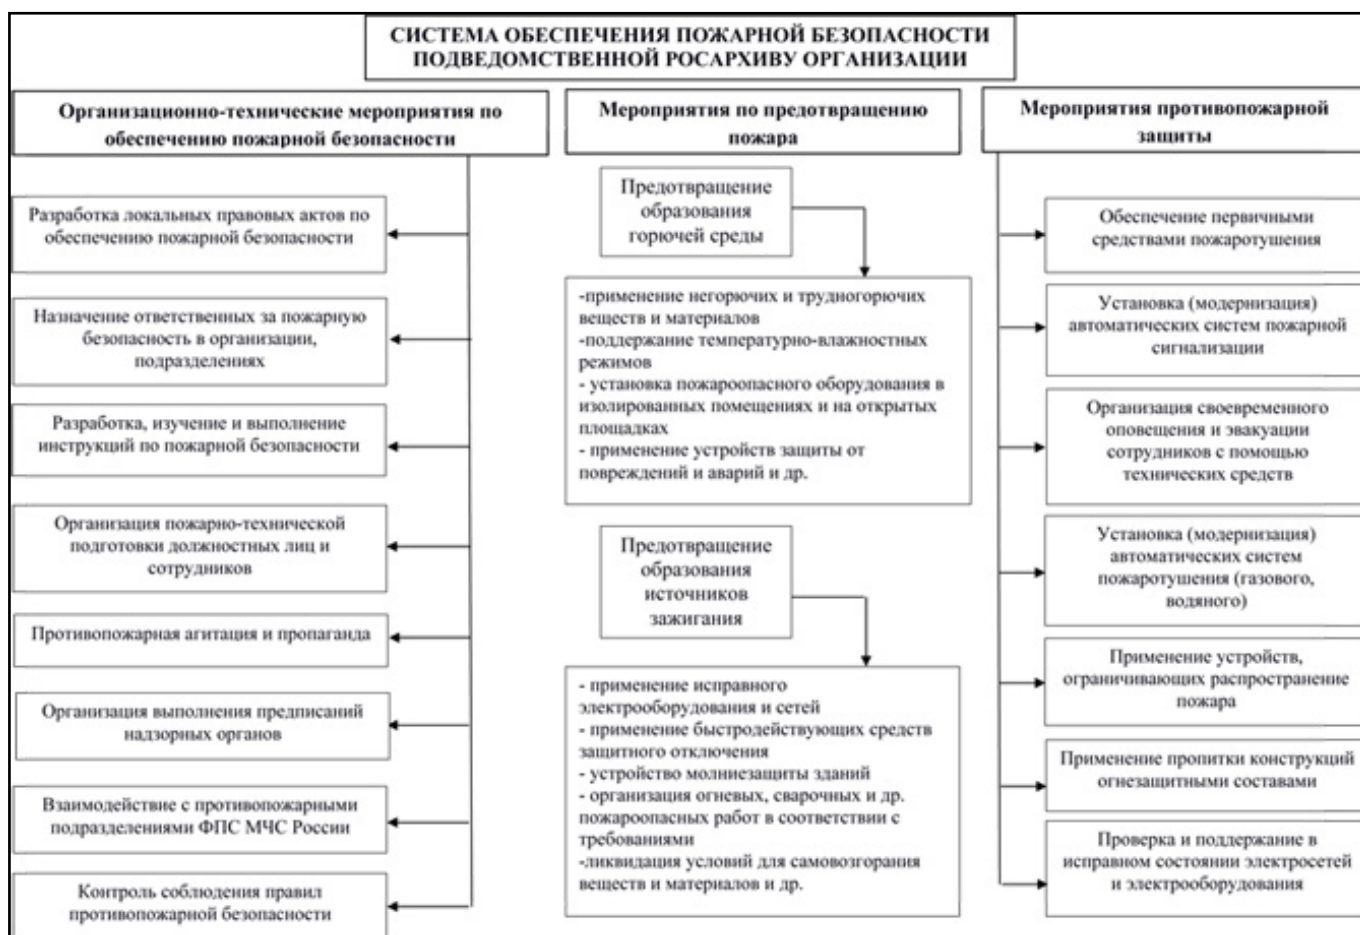 СИСТЕМА ОБЕСПЕЧЕНИЯ ПОЖАРНОЙ БЕЗОПАСНОСТИ
ПОДВЕДОМСТВЕННОЙ РОСАРХИВУ ОРГАНИЗАЦИИ
Организационно-технические мероприятия по
обеспечению пожарной безопасности
Разработка локальных правовых актов по
обеспечению пожарной безопасности
Назначение ответственных за пожарную
безопасность в организации,
подразделениях
Разработка, изучение и выполнение
инструкций по пожарной безопасности
Организация пожарно-технической
подготовки должностных лиц и
сотрудников
Противопожарная агитация и пропаганда
Организация выполнения предписаний
надзорных органов
Взаимодействие с противопожарными
подразделениями ФПС МЧС России
Контроль соблюдения правил
противопожарной безопасности
Мероприятия по предотвращению
пожара
Предотвращение
образования
горючей среды
-применение негорючих и трудногорючих
веществ и материалов
-поддержание температурно-влажностных
режимов
- установка пожароопасного оборудования в
изолированных помещениях и на открытых
площадках
- применение устройств защиты от
повреждений и аварий и др.
Предотвращение
образования
источников
зажигания
- применение исправного
электрооборудования и сетей
- применение быстродействующих средств
защитного отключения
- устройство молниезащиты зданий
- организация огневых, сварочных и др.
пожароопасных работ в соответствии с
требованиями
-ликвидация условий для самовозгорания
веществ и материалов и др.
Мероприятия противопожарной
защиты
Обеспечение первичными
средствами пожаротушения
Установка (модернизация)
автоматических систем пожарной
сигнализации
Организация своевременного
оповещения и эвакуации
сотрудников с помощью
технических средств
Установка (модернизация)
автоматических систем
пожаротушения (газового,
водяного)
Применение устройств,
ограничивающих распространение
пожара
Применение пропитки конструкций
огнезащитными составами
Проверка и поддержание в
исправном состоянии электросетей
и электрооборудования